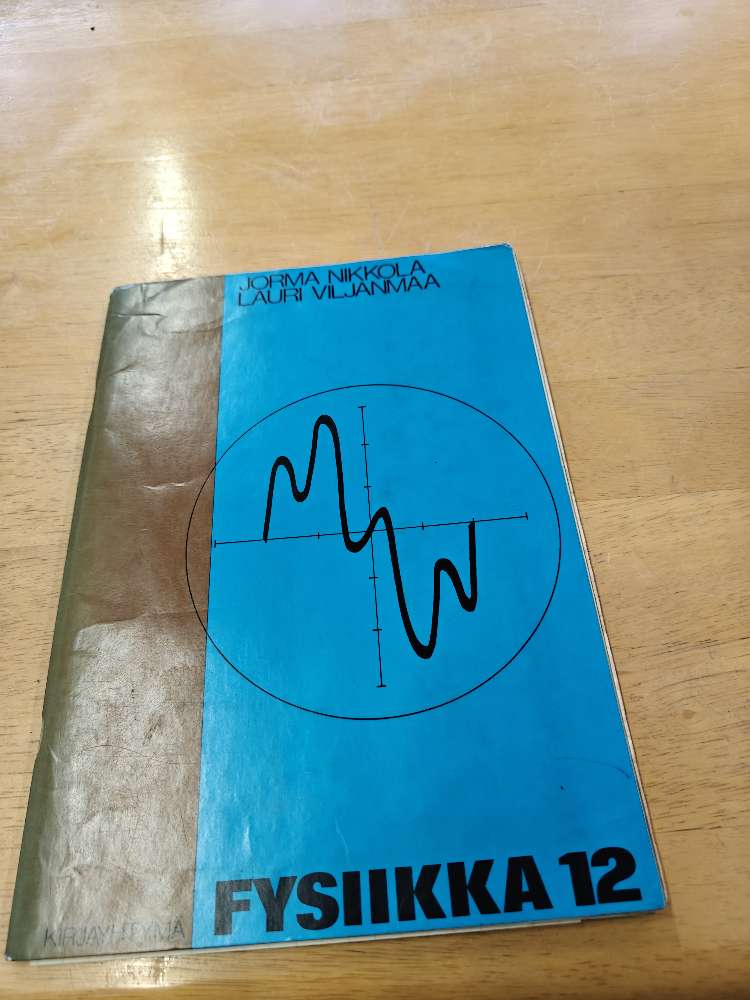 JORMA NIKKOLA
LAURI VILJANMAA
FYSIIKKA 12
KIRJAYHTYMÄ